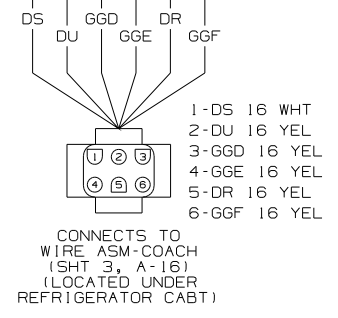 DS GGD DR
DU GGE GGF
1-DS 16 WHT
2-DU 16 YEL
3-GGD 16 YEL
4-GGE 16 YEL
5-DR 16 YEL
6-GGF 16 YEL
1 2 3
4 5 6
CONNECTS TO
WIRE ASM-COACH
(SHT 3, A-16)
(LOCATED UNDER
REFRIGERATOR CABT)